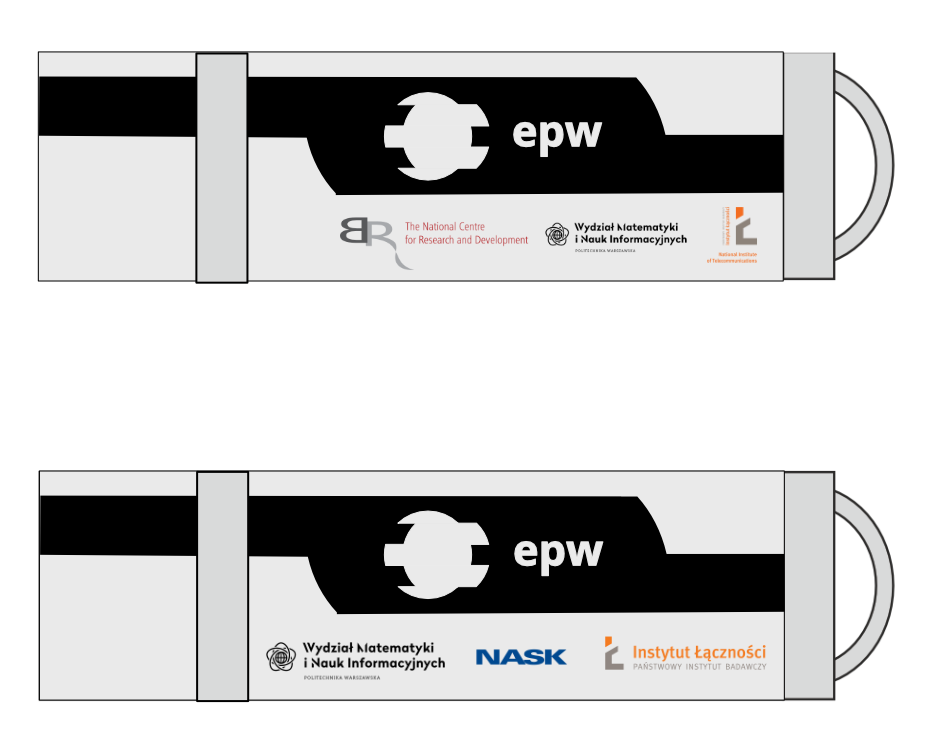 epw
BR
The National Centre
for Research and Development
Wydział Matematyki
i Nauk Informacyjnych
POLITECHNIKA WARSZAWSKA
National Institute
of Telecommunications
epw
Wydział Matematyki
i Nauk Informacyjnych
POLITECHNIKA WARSZAWSKA
NASK
Instytut Łączności
PAŃSTWOWY INSTYTUT BADAWCZY